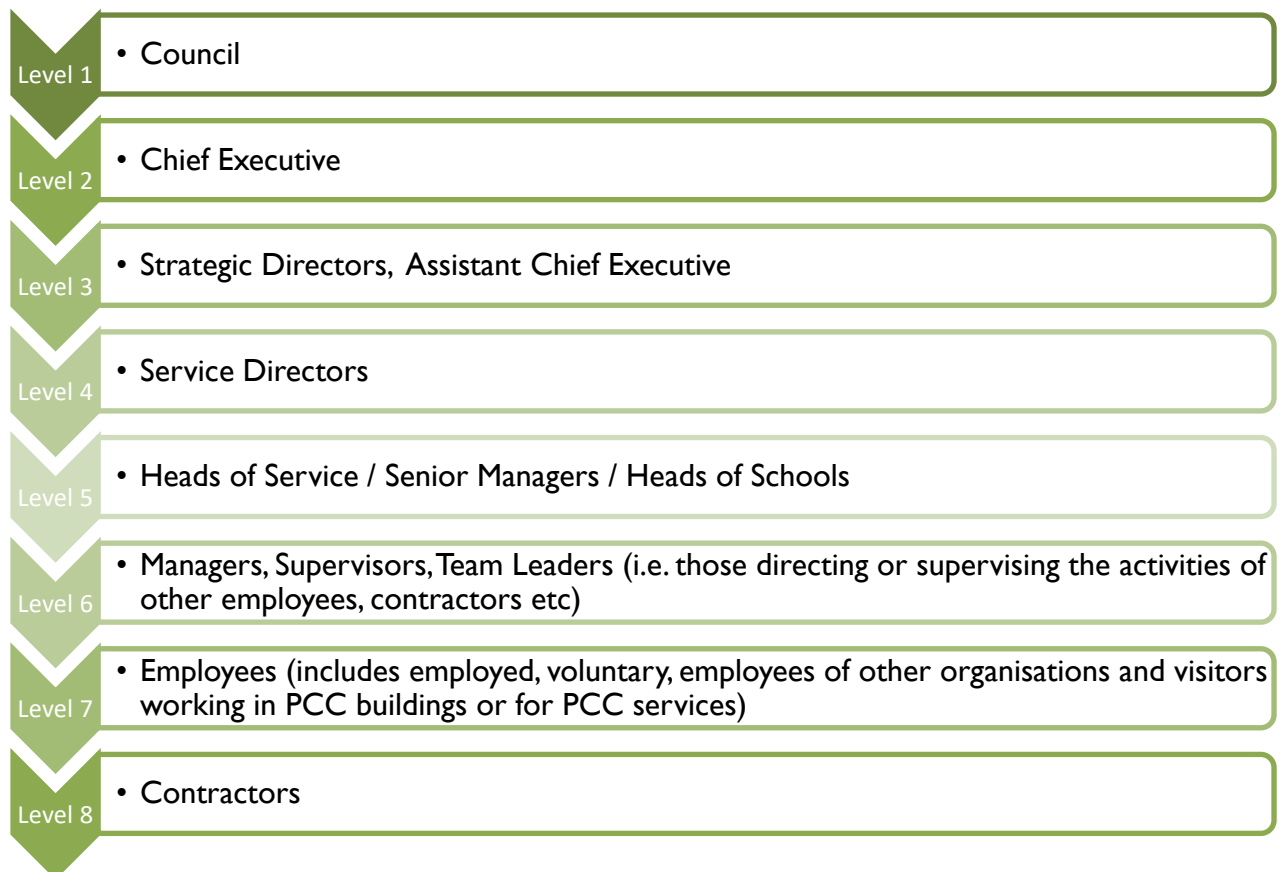 Level 1
• Council
Level 2
• Chief Executive
Level 3
• Strategic Directors, Assistant Chief Executive
Level 4
• Service Directors
Level 5
• Heads of Service / Senior Managers / Heads of Schools
Level 6
• Managers, Supervisors, Team Leaders (i.e. those directing or supervising the activities of
other employees, contractors etc)
Level 7
• Employees (includes employed, voluntary, employees of other organisations and visitors
working in PCC buildings or for PCC services)
Level 8
• Contractors